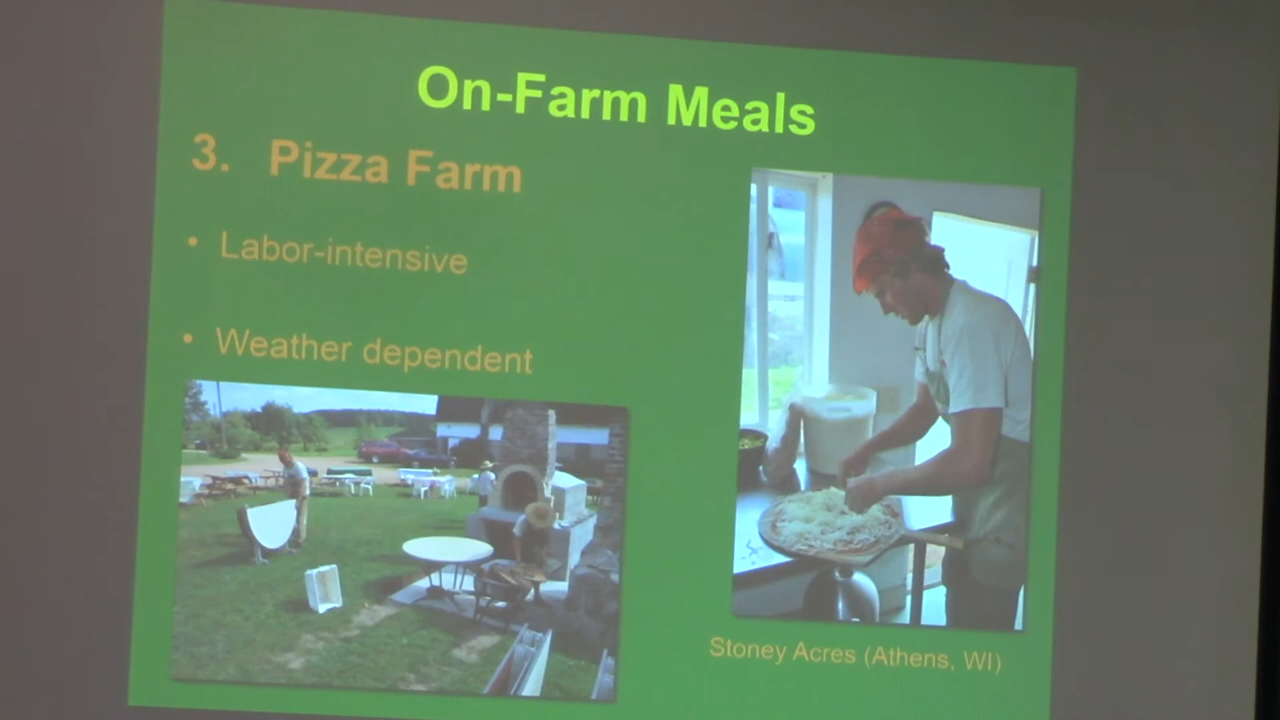 On-Farm Meals
3. Pizza Farm
• Labor-intensive
• Weather dependent
Stoney Acres (Athens, WI)